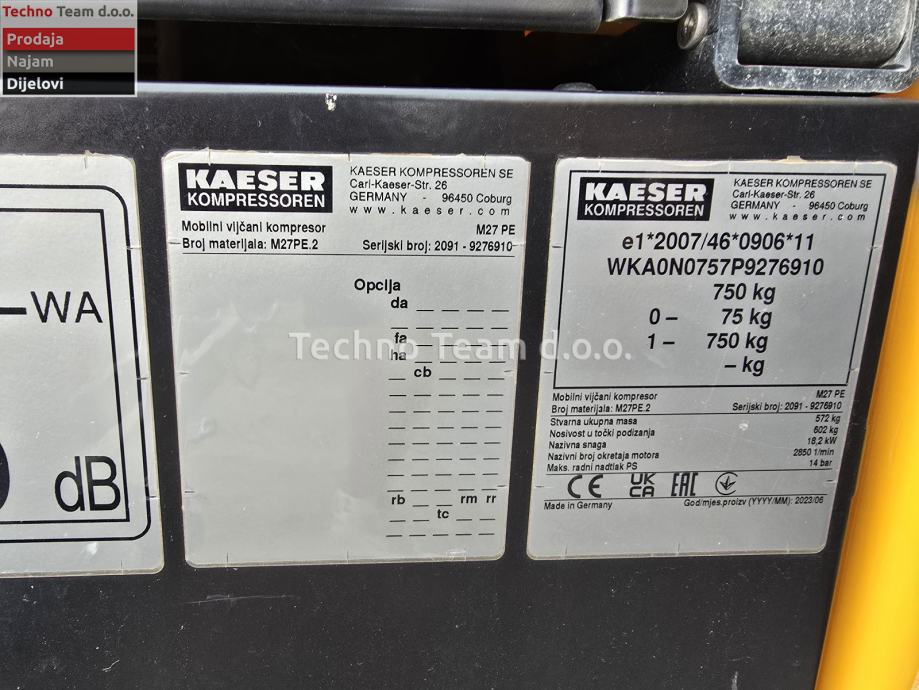 Techno Team d.o.o.
Prodaja
Najam
Dijelovi
-WA
dB
KAESER
KOMPRESSOREN
KAESER KOMPRESSOREN SE
Carl-Kaeser-Str. 26
GERMANY - 96450 Coburg
www.kaeser.com
Mobilni vijčani kompresor M27 PE
Broj materijala: M27PE.2 Serijski broj: 2091 - 9276910
Opcija
da
fa
ha
cb
rb rm rr
tc
KAESER
KOMPRESSOREN
KAESER KOMPRESSOREN SE
Carl-Kaeser-Str. 26
GERMANY - 96450 Coburg
www.kaeser.com
e1*2007/46*0906*11
WKA0N0757P9276910
750 kg
0 – 75 kg
1 – 750 kg
– kg
Mobilni vijčani kompresor M27 PE
Broj materijala: M27PE.2 Serijski broj: 2091 - 9276910
Stvarna ukupna masa 572 kg
Nosivost u točki podizanja 602 kg
Nazivna snaga 18,2 kW
Nazivni broj okretaja motora 2850 1/min
Maks. radni nadtlak PS 14 bar
CE UK CA EAC
Made in Germany God/mjes.proizv (YYYY/MM): 2023/06
Techno Team d.o.o.